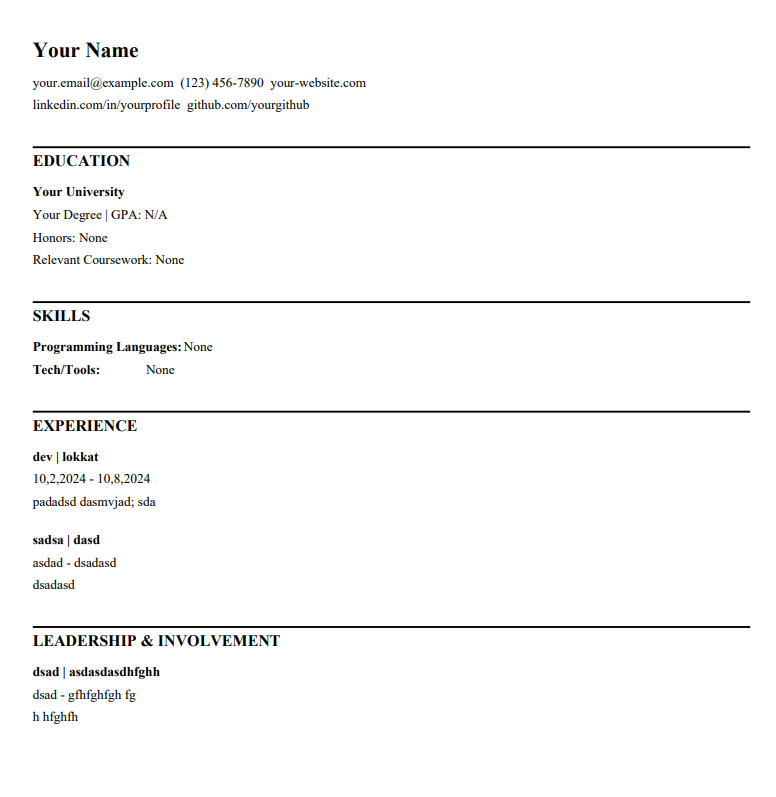 Your Name
your.email@example.com (123) 456-7890 your-website.com
linkedin.com/in/yourprofile github.com/yourgithub
EDUCATION
Your University
Your Degree | GPA: N/A
Honors: None
Relevant Coursework: None
SKILLS
Programming Languages: None
Tech/Tools: None
EXPERIENCE
dev | lokkat
10,2,2024 - 10,8,2024
padadsd dasmvjad; sda
sadsa | dasd
asdad - dsadasd
dsadasd
LEADERSHIP & INVOLVEMENT
dsad | asdasdasdhfghh
dsad - gfhfghfgh fg
h hfghfh